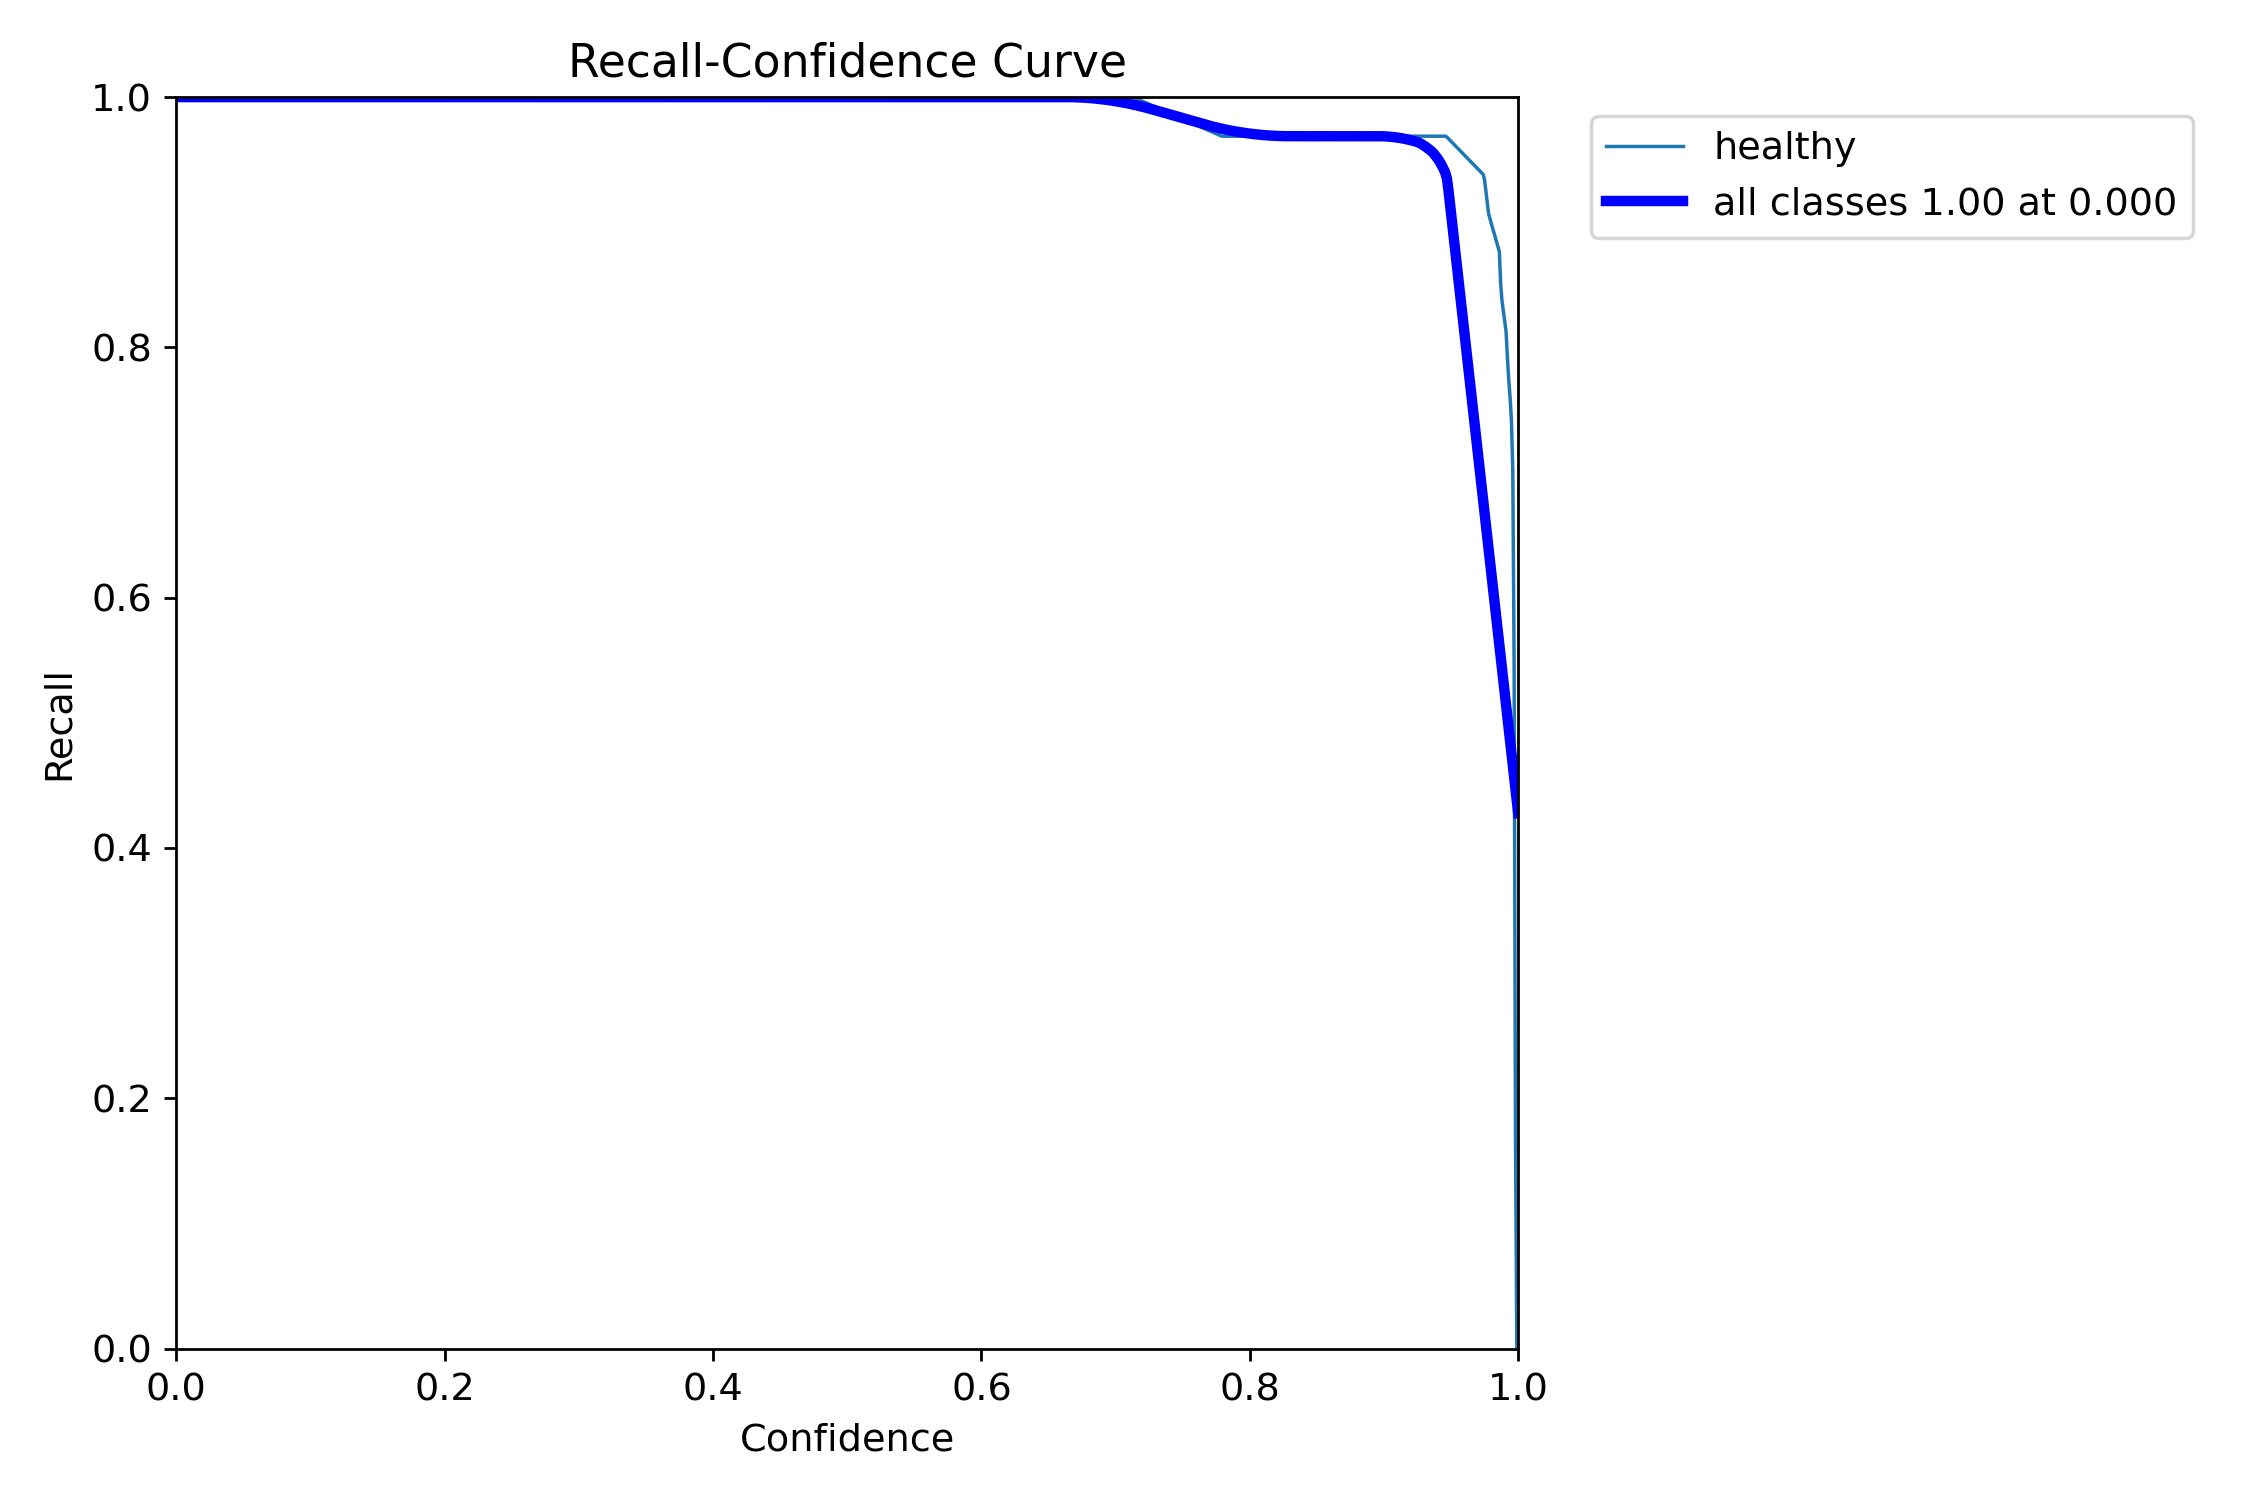 Recall-Confidence Curve
1.0
0.8
0.6
0.4
0.2
0.0
Recall
0.0 0.2 0.4 0.6 0.8 1.0
Confidence
healthy
all classes 1.00 at 0.000